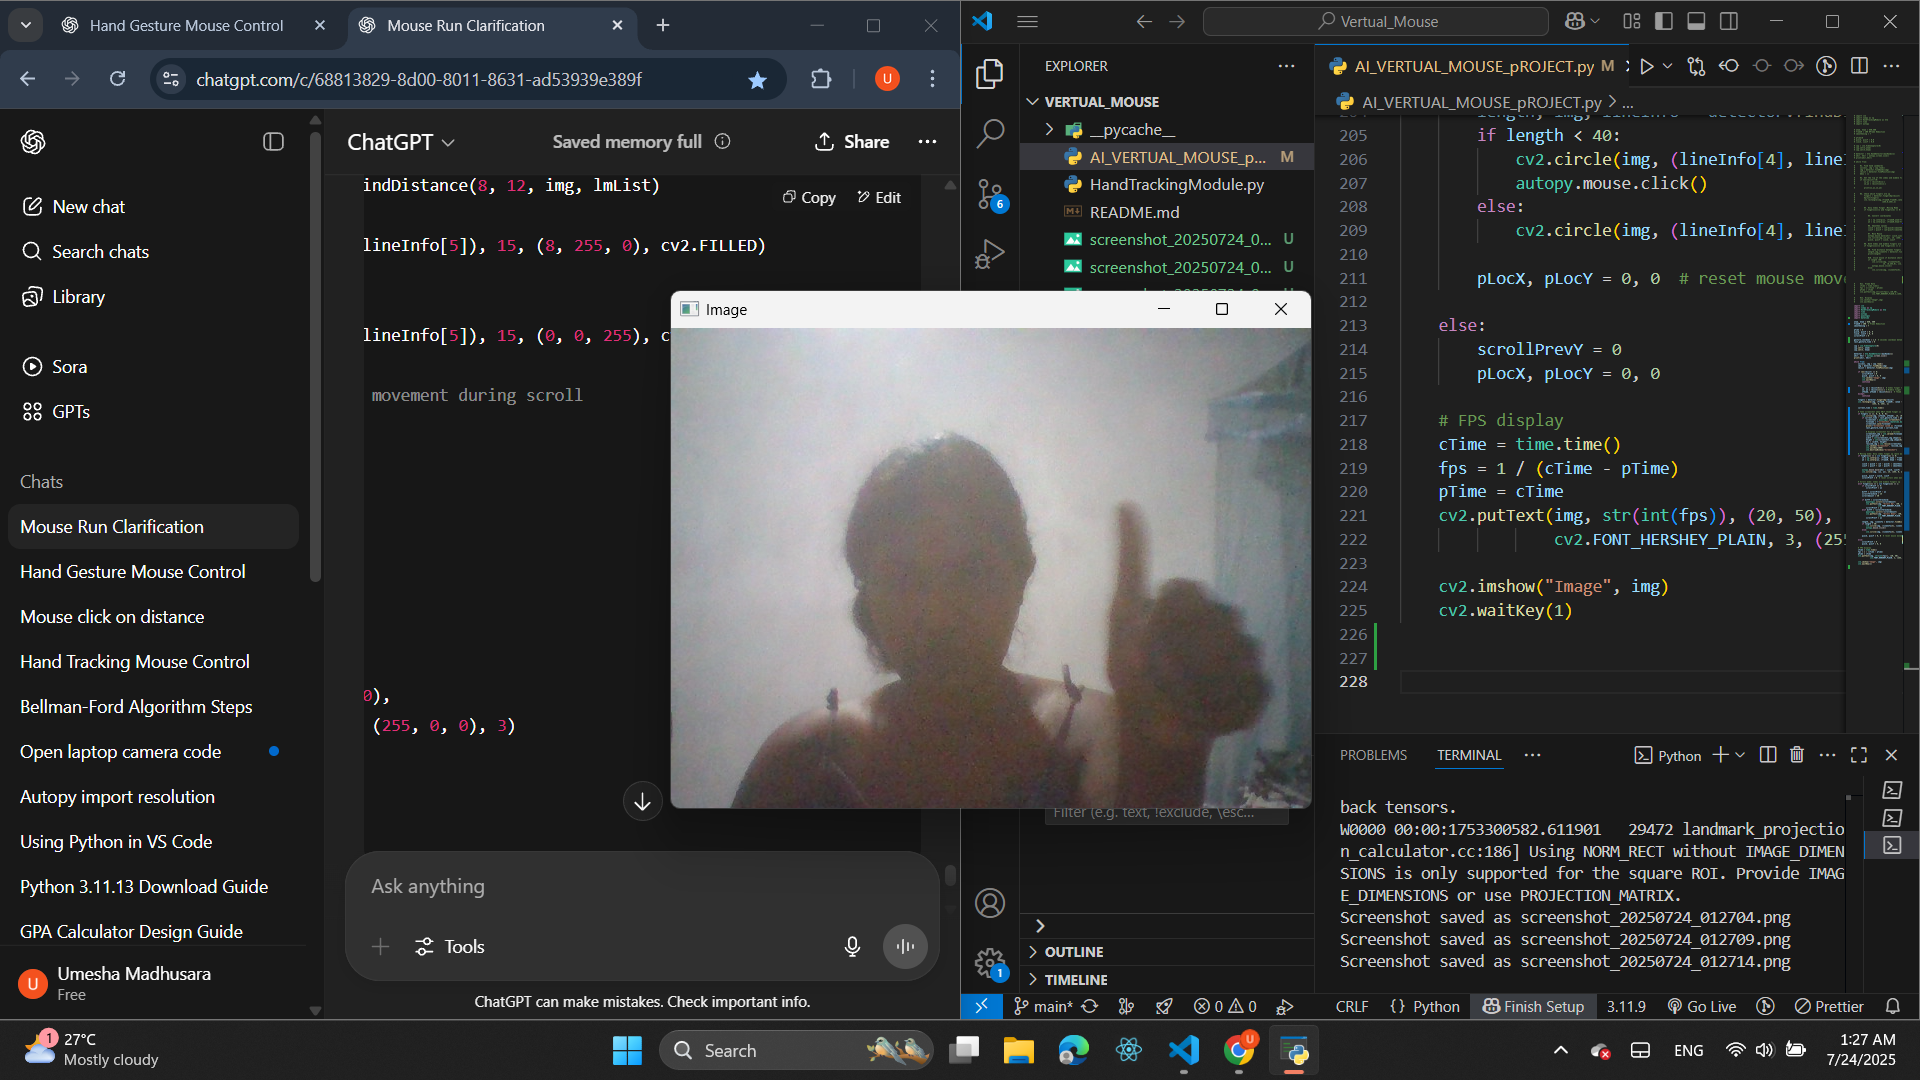 Hand Gesture Mouse Control
Mouse Run Clarification
chatgpt.com/c/68813829-8d00-8011-8631-ad53939e389f
U
ChatGPT
Saved memory full
Share
New chat
Search chats
Library
Sora
GPTs
Chats
Mouse Run Clarification
Hand Gesture Mouse Control
Mouse click on distance
Hand Tracking Mouse Control
Bellman-Ford Algorithm Steps
Open laptop camera code
Autopy import resolution
Using Python in VS Code
Python 3.11.13 Download Guide
GPA Calculator Design Guide
U
Umesha Madhusara
Free
indDistance(8, 12, img, lmList)
Copy
Edit
lineInfo[5]), 15, (8, 255, 0), cv2.FILLED)
lineInfo[5]), 15, (0, 0, 255), c
movement during scroll
0),
(255, 0, 0), 3)
Ask anything
Tools
ChatGPT can make mistakes. Check important info.
Image
Vertual_Mouse
EXPLORER
VERTUAL_MOUSE
__pycache__
AI_VERTUAL_MOUSE_p... M
HandTrackingModule.py
README.md
screenshot_20250724_0... U
screenshot_20250724_0... U
6
Filter (e.g. text, !exclude, \esc...
OUTLINE
TIMELINE
1
AI_VERTUAL_MOUSE_pROJECT.py M
AI_VERTUAL_MOUSE_pROJECT.py > ...
205 if length < 40:
206 cv2.circle(img, (lineInfo[4], line
207 autopy.mouse.click()
208 else:
209 cv2.circle(img, (lineInfo[4], line
210
211 pLocX, pLocY = 0, 0 # reset mouse mov
212
213 else:
214 scrollPrevY = 0
215 pLocX, pLocY = 0, 0
216
217 # FPS display
218 cTime = time.time()
219 fps = 1 / (cTime - pTime)
220 pTime = cTime
221 cv2.putText(img, str(int(fps)), (20, 50),
222 cv2.FONT_HERSHEY_PLAIN, 3, (255
223
224 cv2.imshow("Image", img)
225 cv2.waitKey(1)
226
227
228
PROBLEMS
TERMINAL
Python
back tensors.
W0000 00:00:1753300582.611901 29472 landmark_projectio
n_calculator.cc:186] Using NORM_RECT without IMAGE_DIMEN
SIONS is only supported for the square ROI. Provide IMAG
E_DIMENSIONS or use PROJECTION_MATRIX.
Screenshot saved as screenshot_20250724_012704.png
Screenshot saved as screenshot_20250724_012709.png
Screenshot saved as screenshot_20250724_012714.png
main*
0
0
CRLF
{} Python
Finish Setup
3.11.9
Go Live
Prettier
1
27°C
Mostly cloudy
Search
U
ENG
1:27 AM
7/24/2025